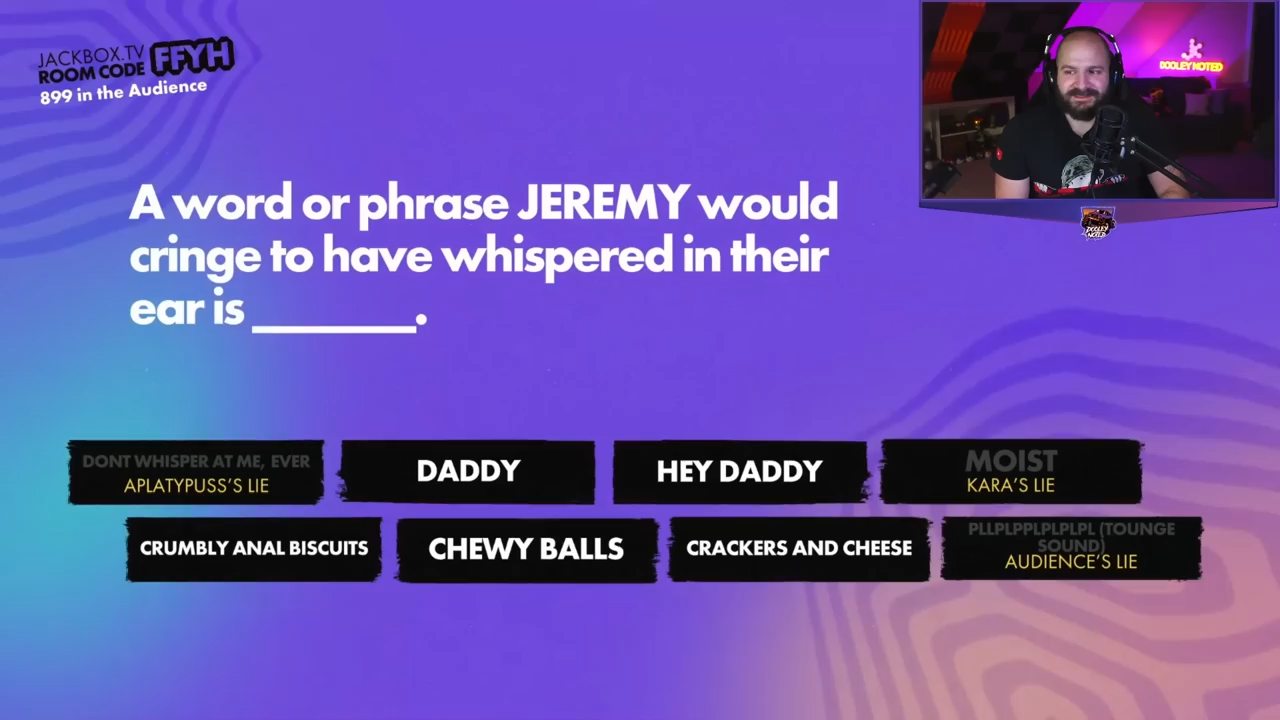 JACKBOX.TV
ROOM CODE FFYH
899 in the Audience
DOOLEY NOTED
DOOLEY
NOTED
A word or phrase JEREMY would
cringe to have whispered in their
ear is ________.
DONT WHISPER AT ME, EVER
APLATYPUSS'S LIE
DADDY
HEY DADDY
MOIST
KARA'S LIE
CRUMBLY ANAL BISCUITS
CHEWY BALLS
CRACKERS AND CHEESE
PLLPLPPLPLPLPL (TOUNGE
SOUND)
AUDIENCE'S LIE